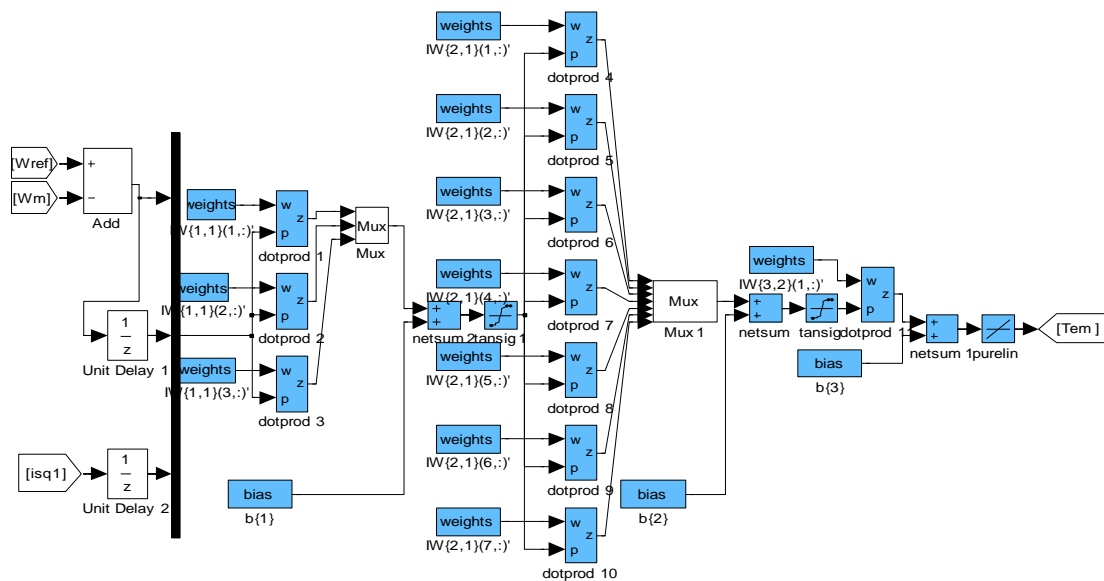 [Wref]
[Wm]
+
−
Add
1
z
Unit Delay 1
[isq1]
1
z
Unit Delay 2
weights
IW{1,1}(1,:)'
w
p
z
dotprod 1
weights
IW{1,1}(2,:)'
w
p
z
dotprod 2
weights
IW{1,1}(3,:)'
w
p
z
dotprod 3
Mux
Mux
bias
b{1}
+
+
netsum 2
tansig 1
weights
IW{2,1}(1,:)'
w
p
z
dotprod 4
weights
IW{2,1}(2,:)'
w
p
z
dotprod 5
weights
IW{2,1}(3,:)'
w
p
z
dotprod 6
weights
IW{2,1}(4,:)'
w
p
z
dotprod 7
weights
IW{2,1}(5,:)'
w
p
z
dotprod 8
weights
IW{2,1}(6,:)'
w
p
z
dotprod 9
weights
IW{2,1}(7,:)'
w
p
z
dotprod 10
Mux
Mux 1
bias
b{2}
+
+
netsum
tansig
weights
IW{3,2}(1,:)'
w
p
z
dotprod 11
bias
b{3}
+
+
netsum 1
purelin
[Tem ]